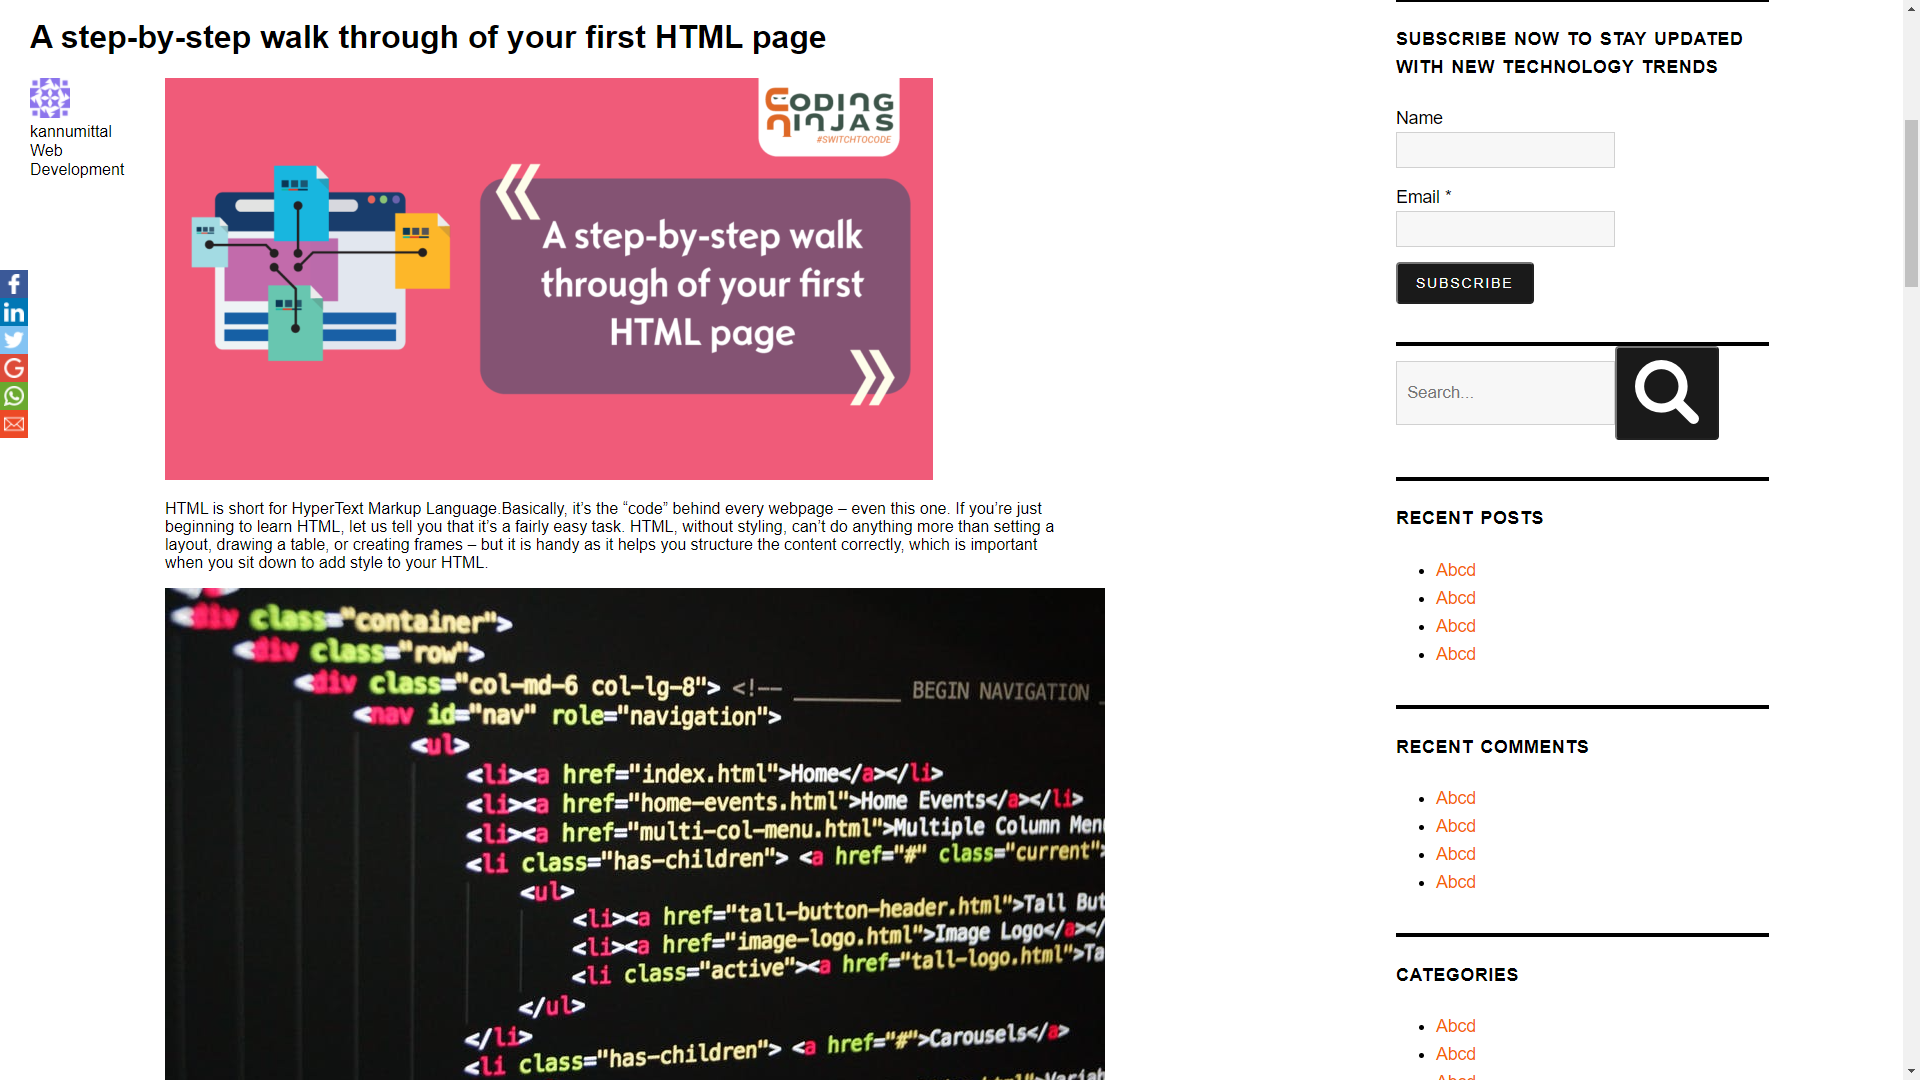 A step-by-step walk through of your first HTML page
kannumittal
Web
Development
CODING
NINJAS
#SWITCHTOCODE
A step-by-step walk
through of your first
HTML page
HTML is short for HyperText Markup Language.Basically, it’s the “code” behind every webpage – even this one. If you’re just
beginning to learn HTML, let us tell you that it’s a fairly easy task. HTML, without styling, can’t do anything more than setting a
layout, drawing a table, or creating frames – but it is handy as it helps you structure the content correctly, which is important
when you sit down to add style to your HTML.
<div class="container">
<div class="row">
<div class="col-md-6 col-lg-8"> <!-- __________ BEGIN NAVIGATION _
<nav id="nav" role="navigation">
<ul>
<li><a href="index.html">Home</a></li>
<li><a href="home-events.html">Home Events</a></li>
<li><a href="multi-col-menu.html">Multiple Column Men
<li class="has-children"> <a href="#" class="current">
<ul>
<li><a href="tall-button-header.html">Tall But
<li><a href="image-logo.html">Image Logo</a></
<li class="active"><a href="tall-logo.html">Ta
</ul>
</li>
<li class="has-children"> <a href="#">Carousels</a>
SUBSCRIBE NOW TO STAY UPDATED
WITH NEW TECHNOLOGY TRENDS
Name
Email *
SUBSCRIBE
Search...
RECENT POSTS
Abcd
Abcd
Abcd
Abcd
RECENT COMMENTS
Abcd
Abcd
Abcd
Abcd
CATEGORIES
Abcd
Abcd
Abcd